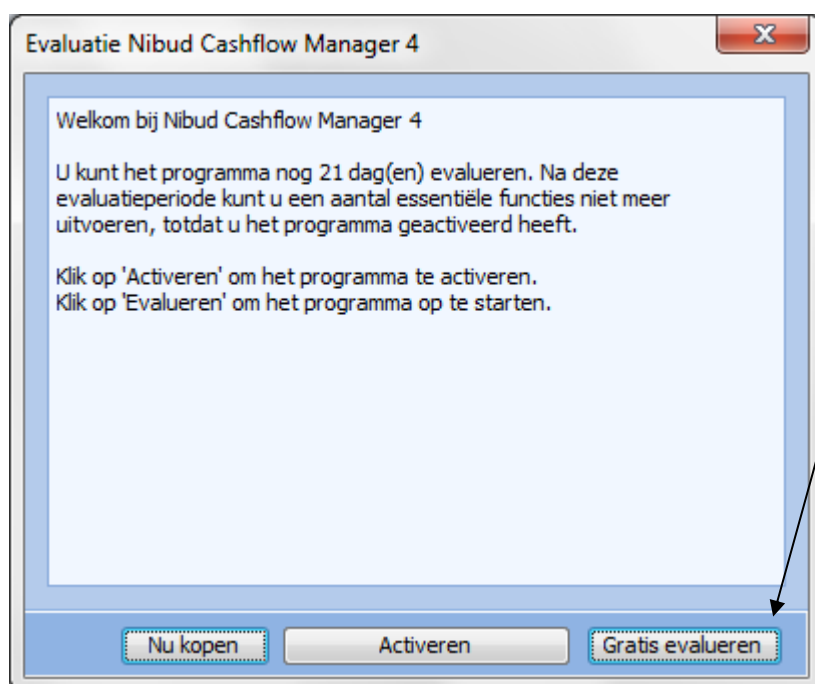 Evaluatie Nibud Cashflow Manager 4
Welkom bij Nibud Cashflow Manager 4
U kunt het programma nog 21 dag(en) evalueren. Na deze
evaluatieperiode kunt u een aantal essentiële functies niet meer
uitvoeren, totdat u het programma geactiveerd heeft.
Klik op 'Activeren' om het programma te activeren.
Klik op 'Evalueren' om het programma op te starten.
Nu kopen Activeren Gratis evalueren